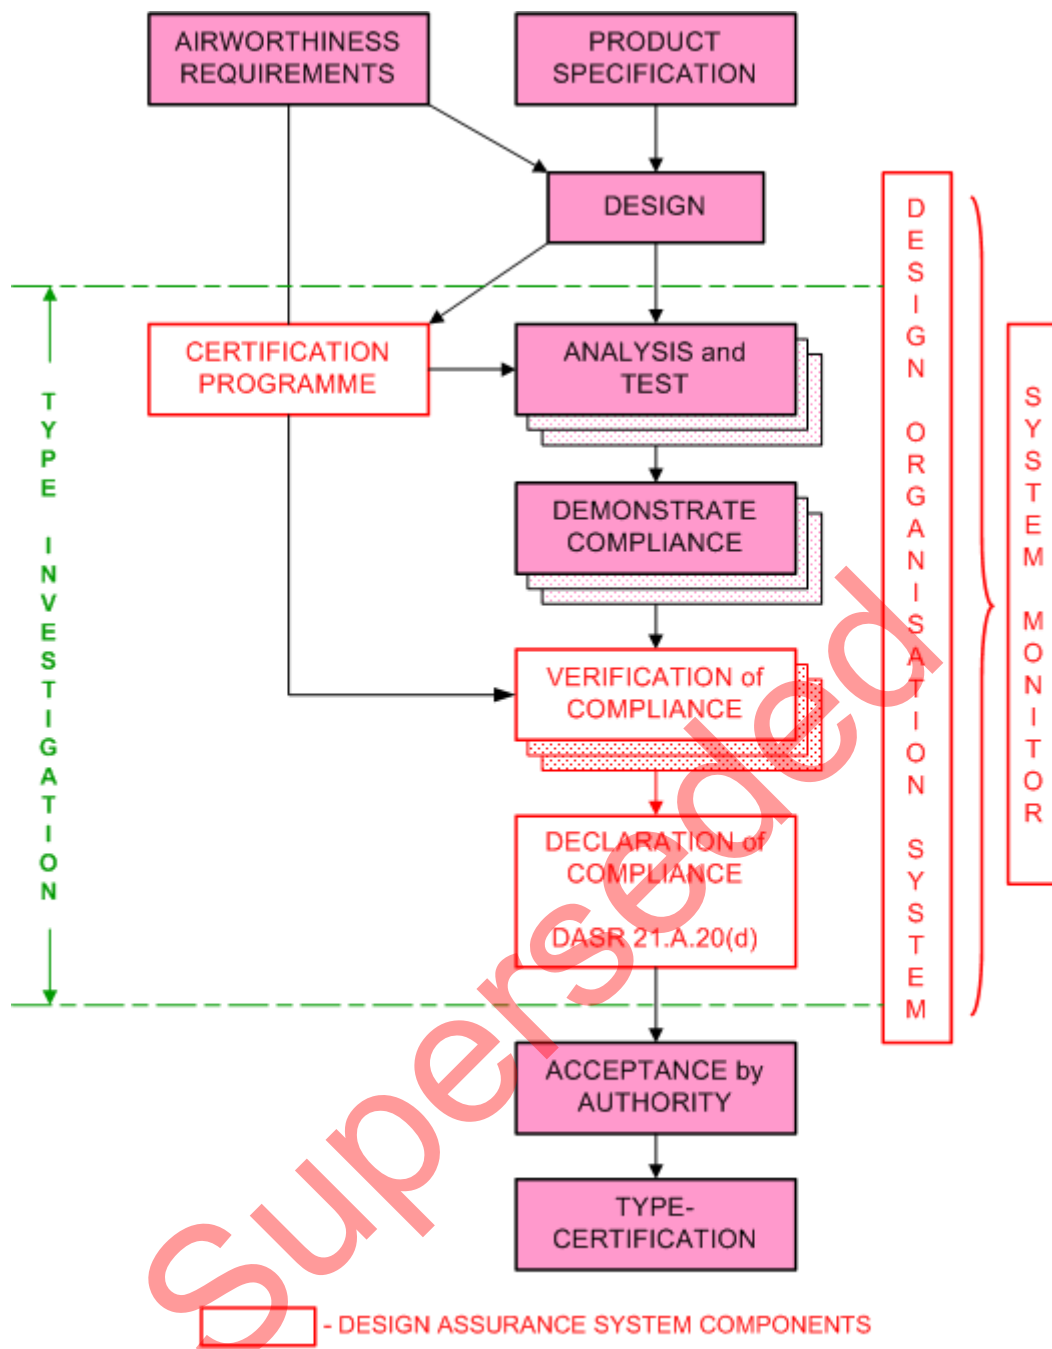 AIRWORTHINESS
REQUIREMENTS
PRODUCT
SPECIFICATION
DESIGN
CERTIFICATION
PROGRAMME
ANALYSIS and
TEST
DEMONSTRATE
COMPLIANCE
VERIFICATION of
COMPLIANCE
DECLARATION of
COMPLIANCE
DASR 21.A.20(d)
ACCEPTANCE by
AUTHORITY
TYPE-
CERTIFICATION
TYPE INVESTIGATION
DESIGN ORGANISATION SYSTEM
SYSTEM MONITOR
Superseded
- DESIGN ASSURANCE SYSTEM COMPONENTS